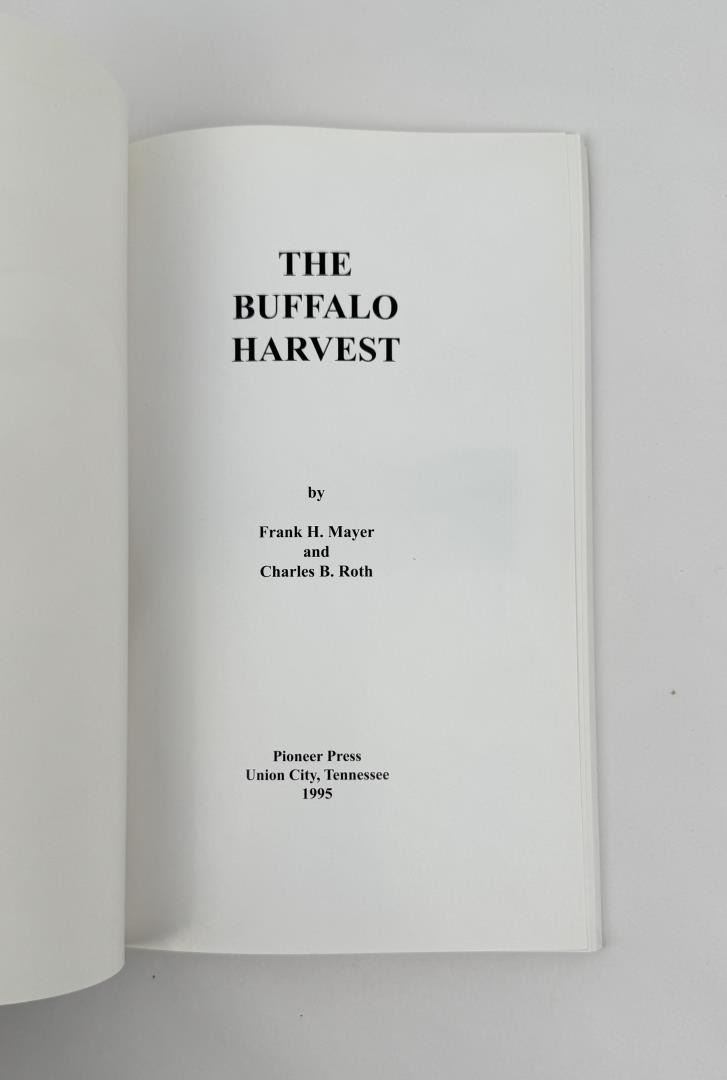 THE
BUFFALO
HARVEST
by
Frank H. Mayer
and
Charles B. Roth
Pioneer Press
Union City, Tennessee
1995